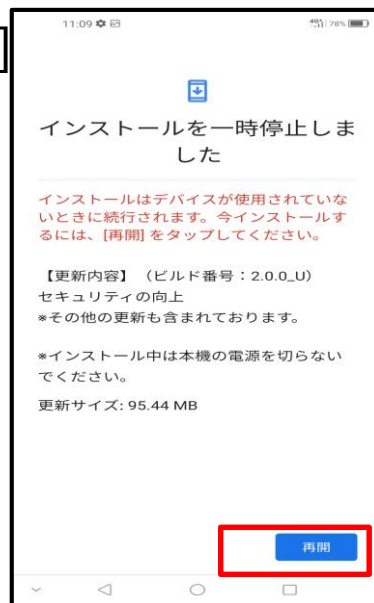 ]
11:09
78%
インストールを一時停止しま
した
インストールはデバイスが使用されていな
いときに続行されます。今インストールす
るには、[再開] をタップしてください。
【更新内容】（ビルド番号：2.0.0_U）
セキュリティの向上
*その他の更新も含まれております。
*インストール中は本機の電源を切らない
でください。
更新サイズ: 95.44 MB
再開